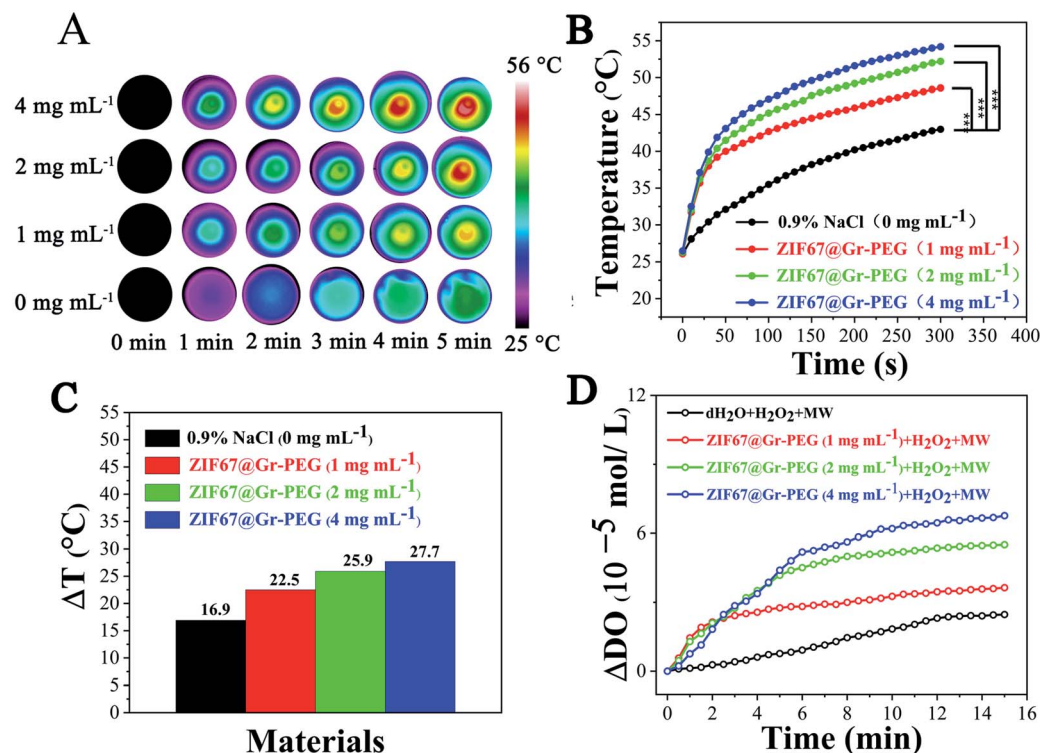 A
56 °C
4 mg mL-1
2 mg mL-1
1 mg mL-1
0 mg mL-1
0 min 1 min 2 min 3 min 4 min 5 min
25 °C
B
Temperature (°C)
55
50
45
40
35
30
25
20
***
***
***
0.9% NaCl（0 mg mL-1）
ZIF67@Gr-PEG（1 mg mL-1）
ZIF67@Gr-PEG（2 mg mL-1）
ZIF67@Gr-PEG（4 mg mL-1）
0 50 100 150 200 250 300 350 400
Time (s)
C
ΔT (°C)
55
50
45
40
35
30
25
20
15
10
5
0
0.9% NaCl (0 mg mL-1)
ZIF67@Gr-PEG (1 mg mL-1)
ZIF67@Gr-PEG (2 mg mL-1)
ZIF67@Gr-PEG (4 mg mL-1)
16.9
22.5
25.9
27.7
Materials
D
ΔDO (10 −5 mol/ L)
12
6
0
dH2O+H2O2+MW
ZIF67@Gr-PEG (1 mg mL-1)+H2O2+MW
ZIF67@Gr-PEG (2 mg mL-1)+H2O2+MW
ZIF67@Gr-PEG (4 mg mL-1)+H2O2+MW
0 2 4 6 8 10 12 14 16
Time (min)